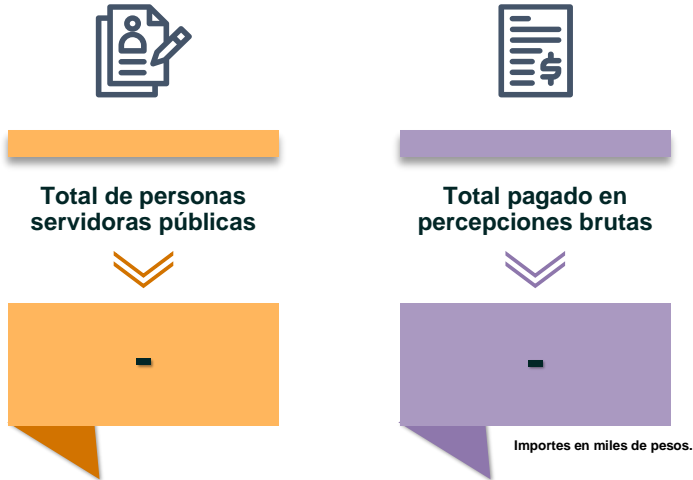 Total de personas
servidoras públicas
-
Total pagado en
percepciones brutas
-
Importes en miles de pesos.